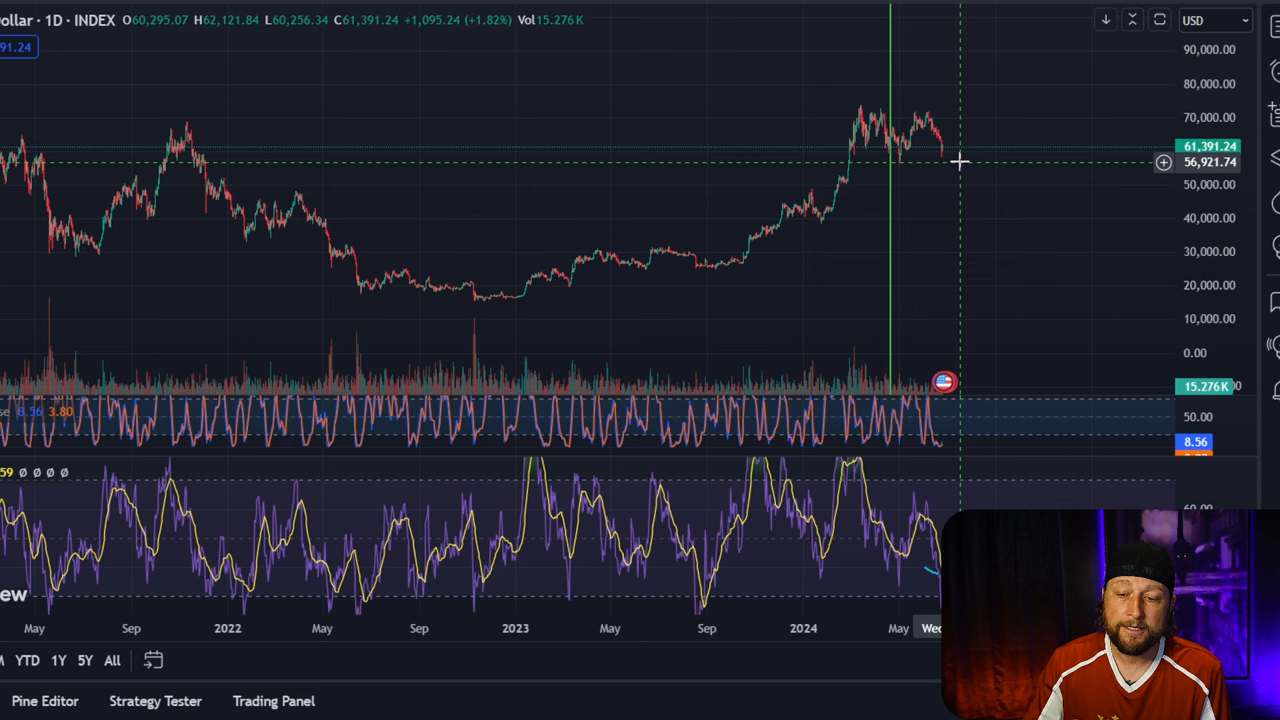 Dollar · 1D · INDEX O60,295.07 H62,121.84 L60,256.34 C61,391.24 +1,095.24 (+1.82%) Vol15.276K
USD
91.24
90,000.00
80,000.00
70,000.00
61,391.24
56,921.74
50,000.00
40,000.00
30,000.00
20,000.00
10,000.00
0.00
15.276K
se 8.56 3.80
50.00
8.56
59 Ø Ø Ø Ø
60.00
ew
May Sep 2022 May Sep 2023 May Sep 2024 May Wed
M YTD 1Y 5Y All
Pine Editor Strategy Tester Trading Panel